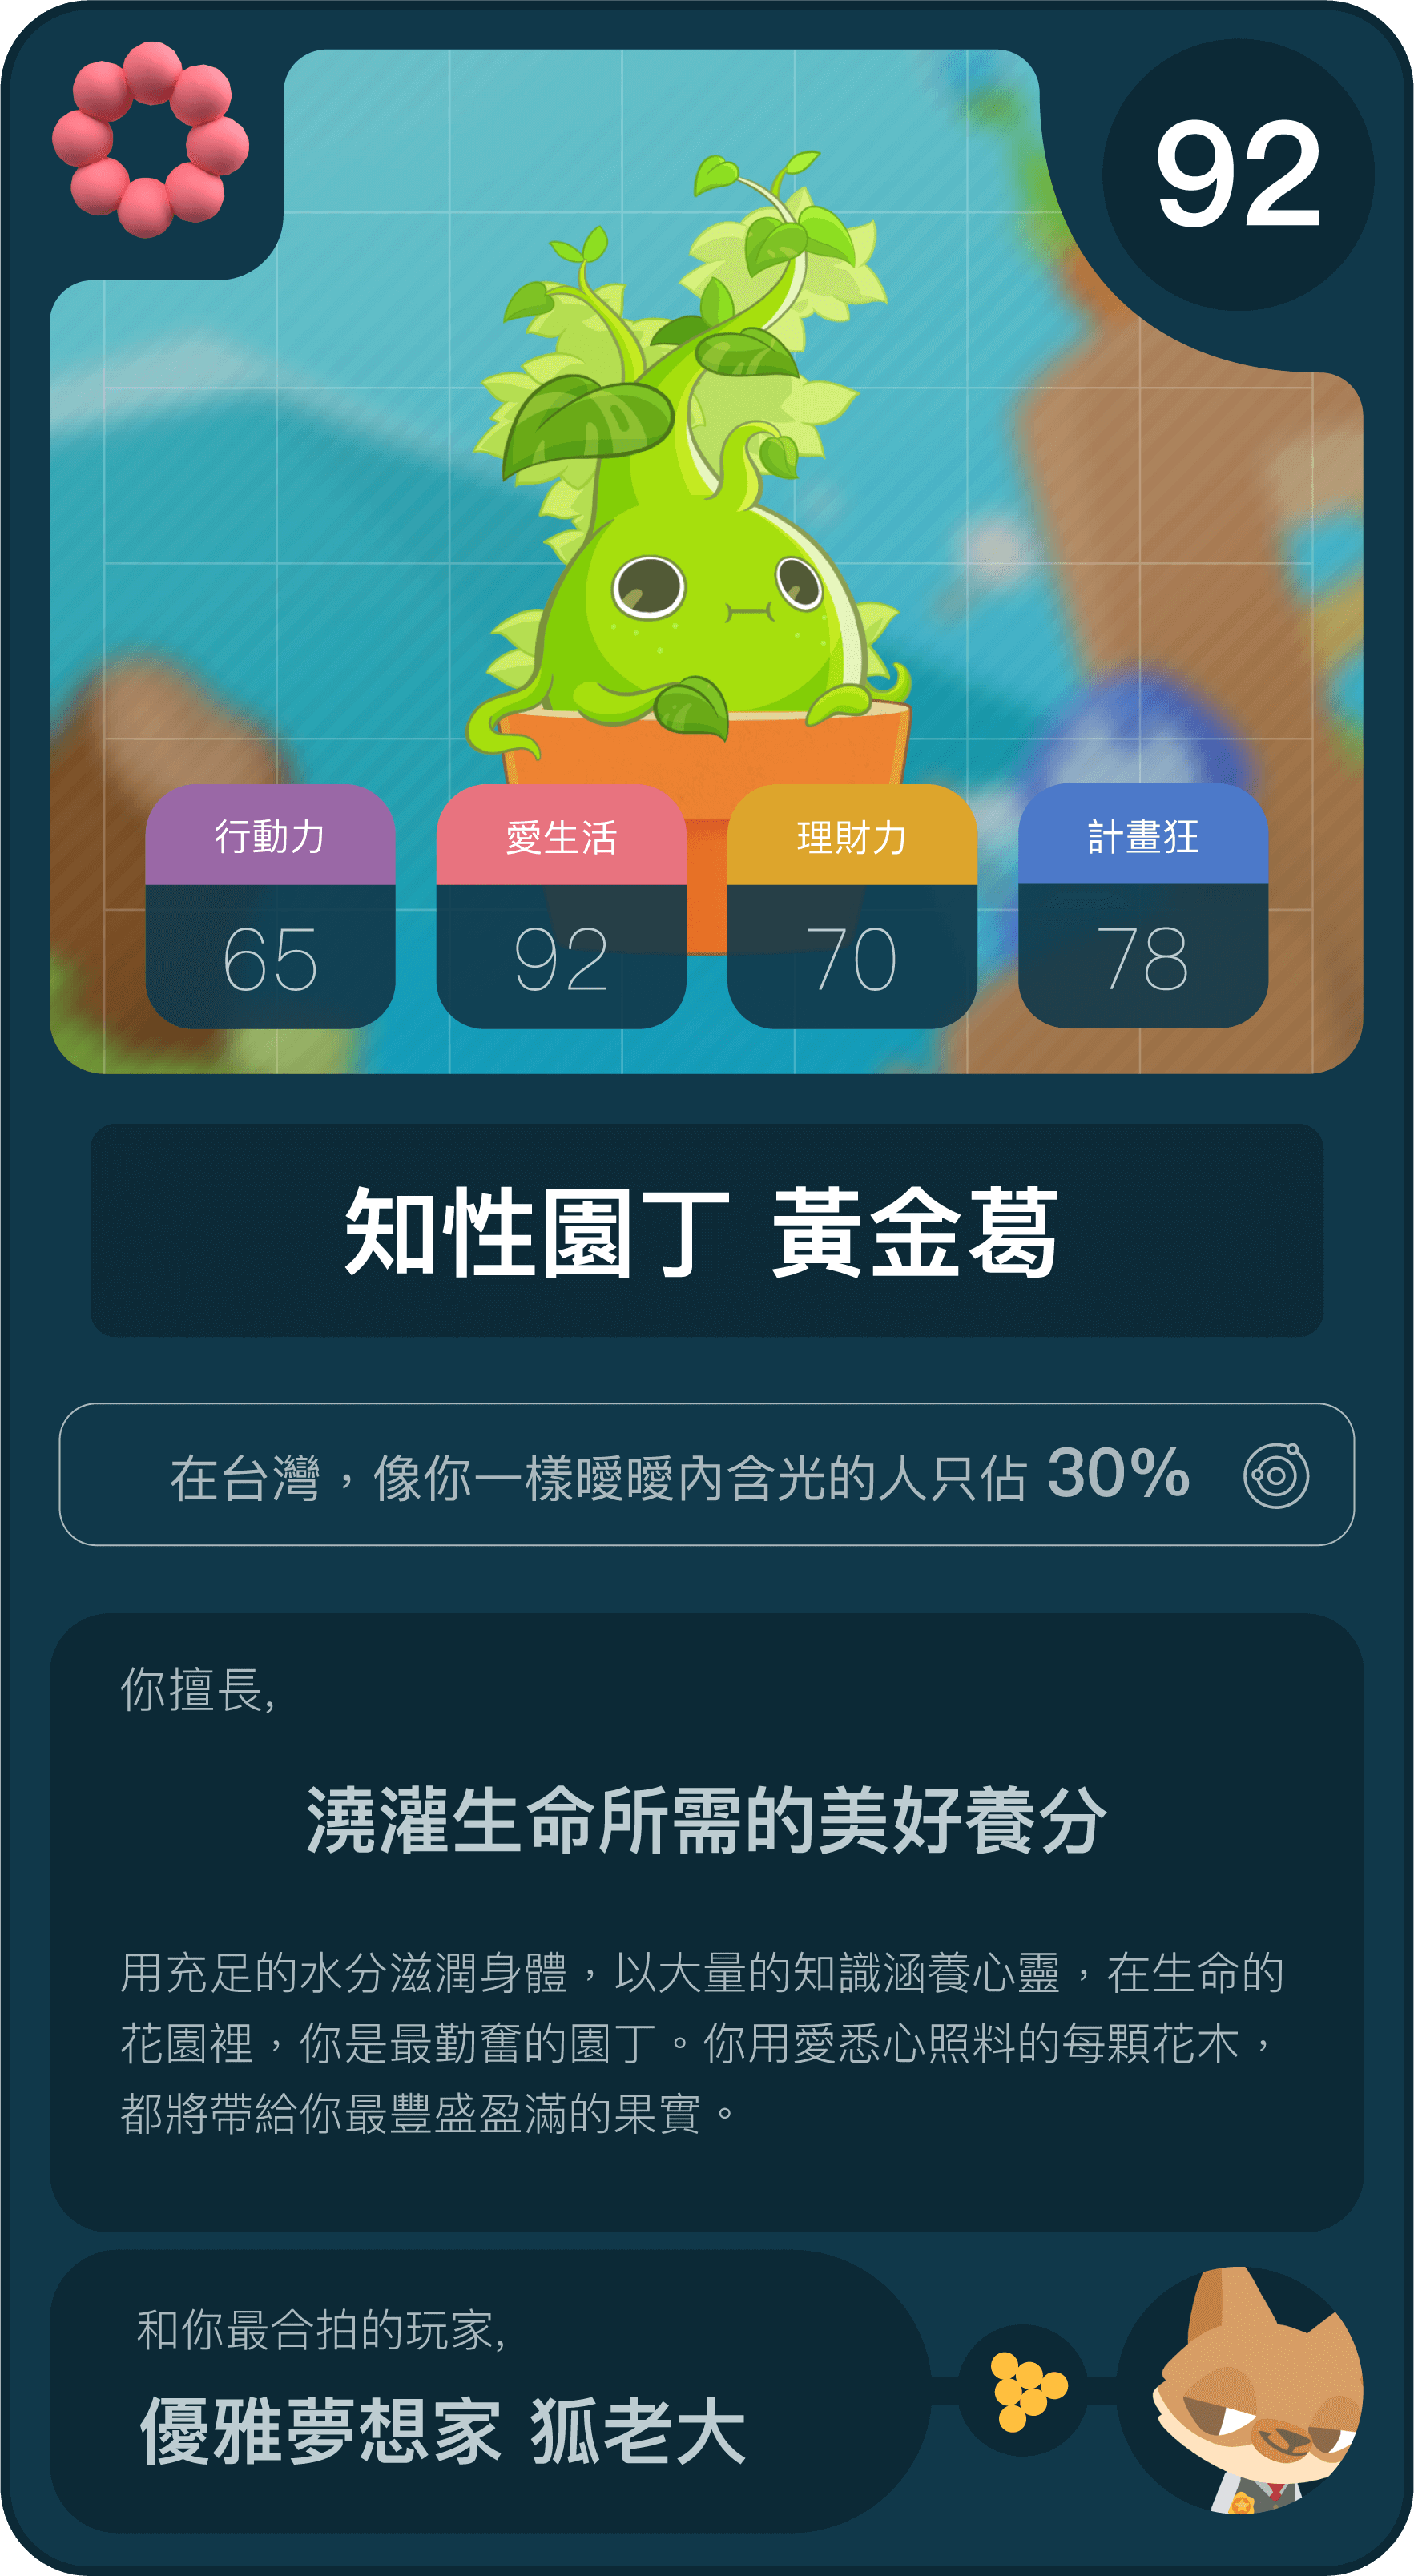 92
行動力
愛生活
理財力
計畫狂
65
92
70
78
知性園丁 黃金葛
在台灣，像你一樣曖曖內含光的人只佔 30%
你擅長,
澆灌生命所需的美好養分
用充足的水分滋潤身體，以大量的知識涵養心靈，在生命的
花園裡，你是最勤奮的園丁。你用愛悉心照料的每顆花木，
都將帶給你最豐盛盈滿的果實。
和你最合拍的玩家,
優雅夢想家 狐老大